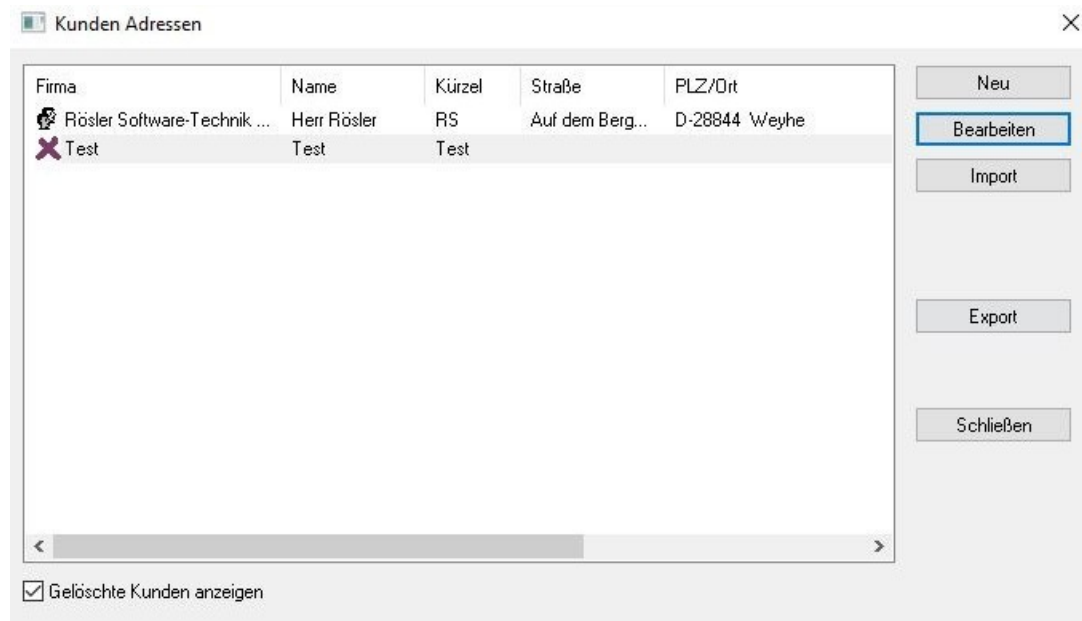 Kunden Adressen
Firma Name Kürzel Straße PLZ/Ort
Rösler Software-Technik ... Herr Rösler RS Auf dem Berg... D-28844 Weyhe
Test Test Test
Neu
Bearbeiten
Import
Export
Schließen
Gelöschte Kunden anzeigen